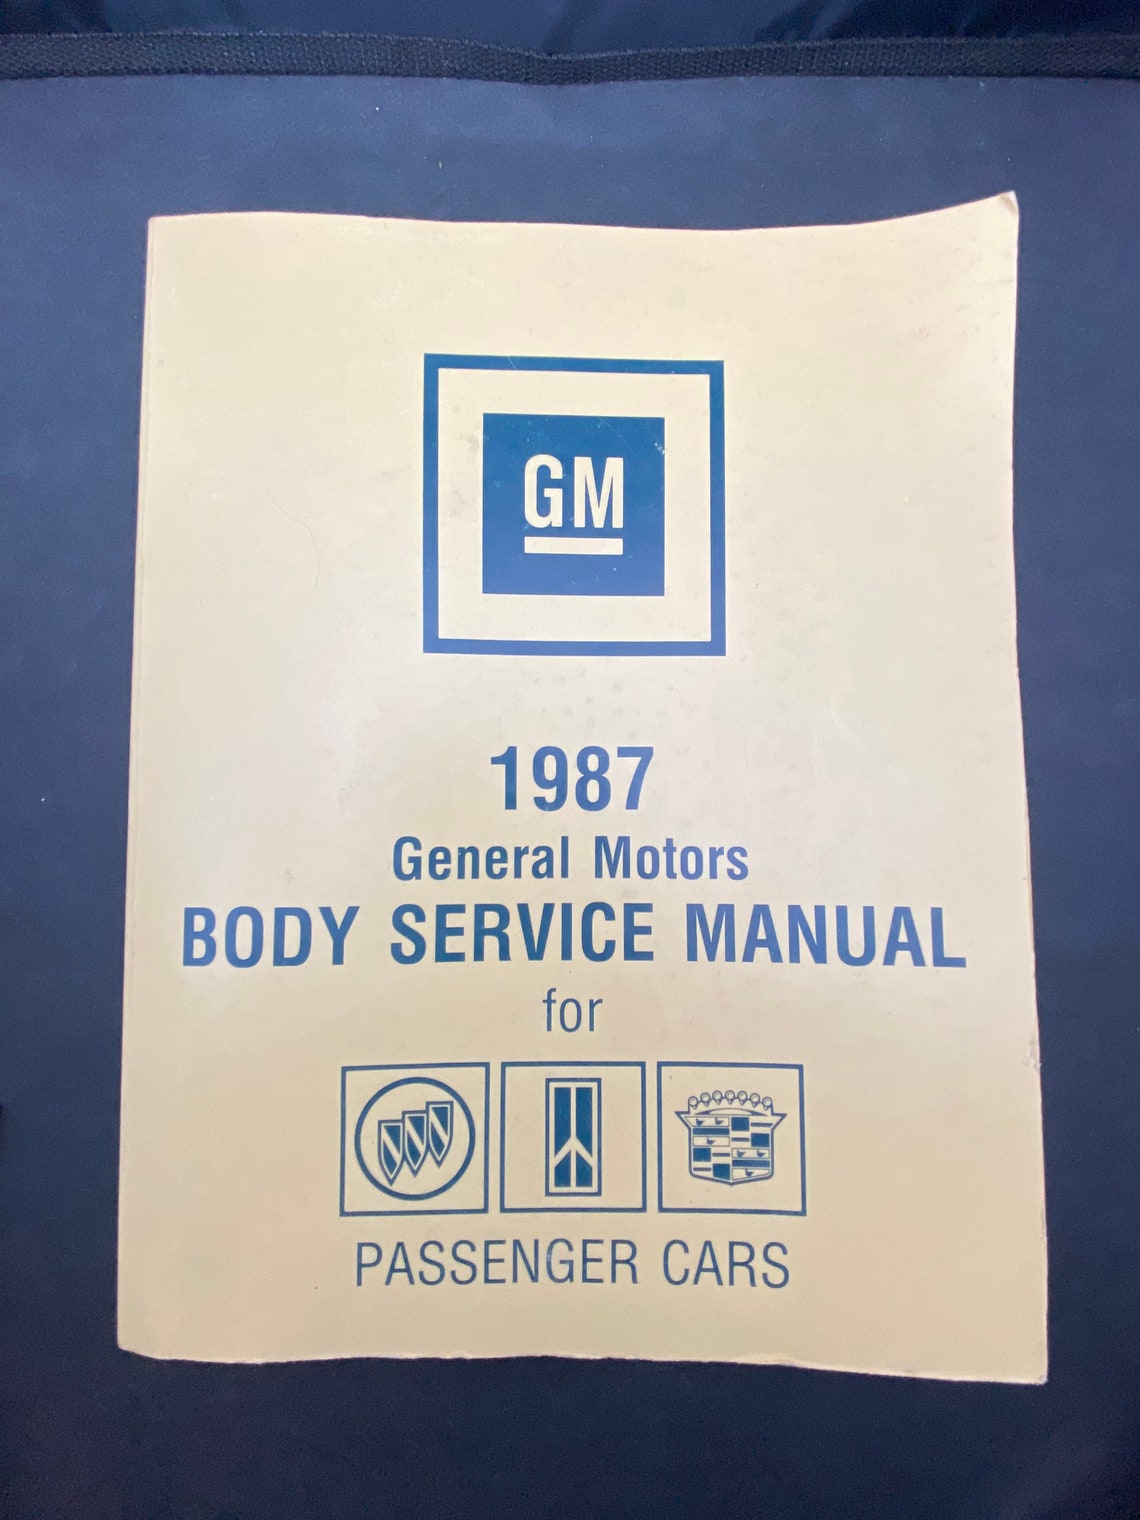 GM
1987
General Motors
BODY SERVICE MANUAL
for
PASSENGER CARS